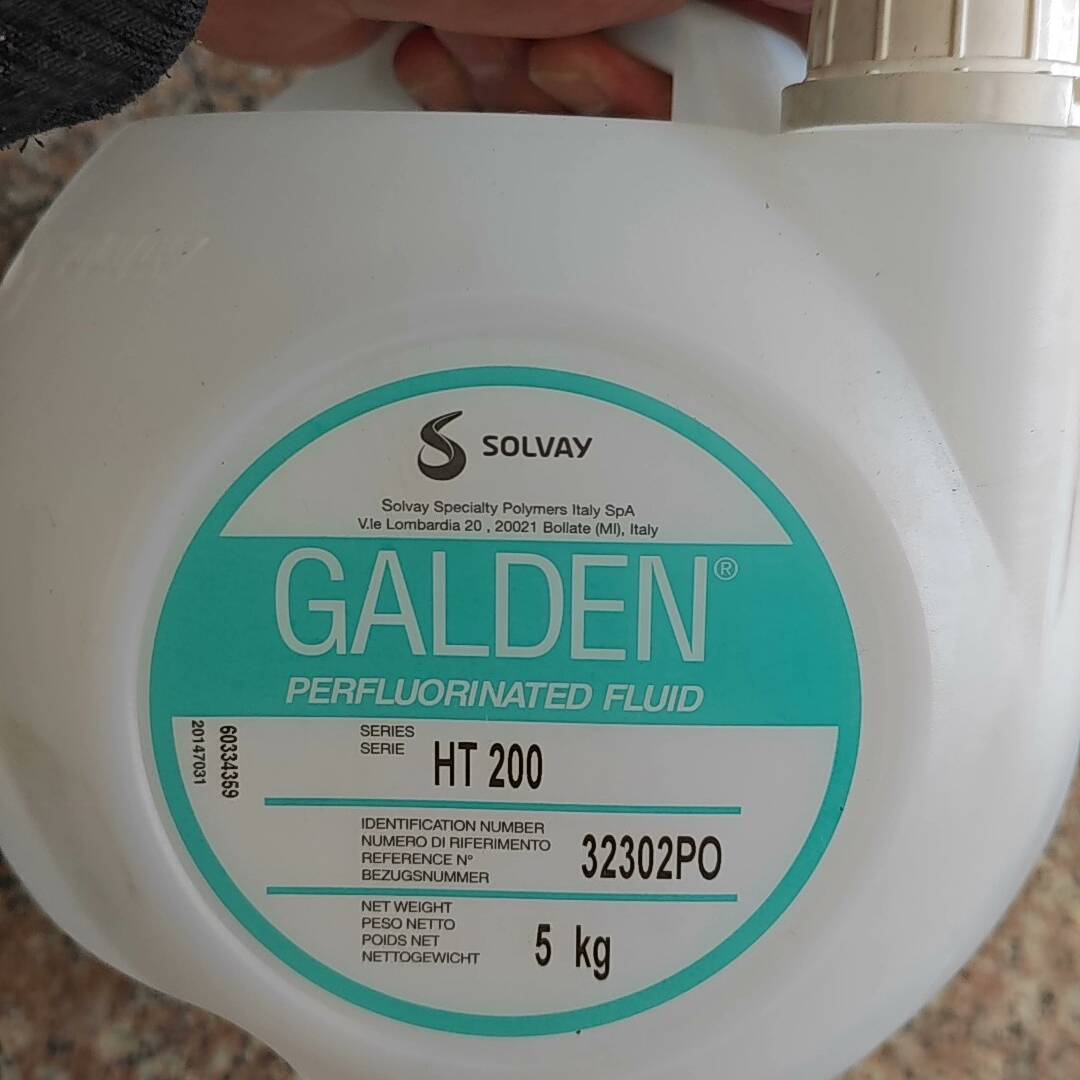 SOLVAY
Solvay Specialty Polymers Italy SpA
V.le Lombardia 20 , 20021 Bollate (MI), Italy
GALDEN®
PERFLUORINATED FLUID
60334359
20147031
SERIES
SERIE
HT 200
IDENTIFICATION NUMBER
NUMERO DI RIFERIMENTO
REFERENCE N°
BEZUGSNUMMER
32302PO
NET WEIGHT
PESO NETTO
POIDS NET
NETTOGEWICHT
5 kg